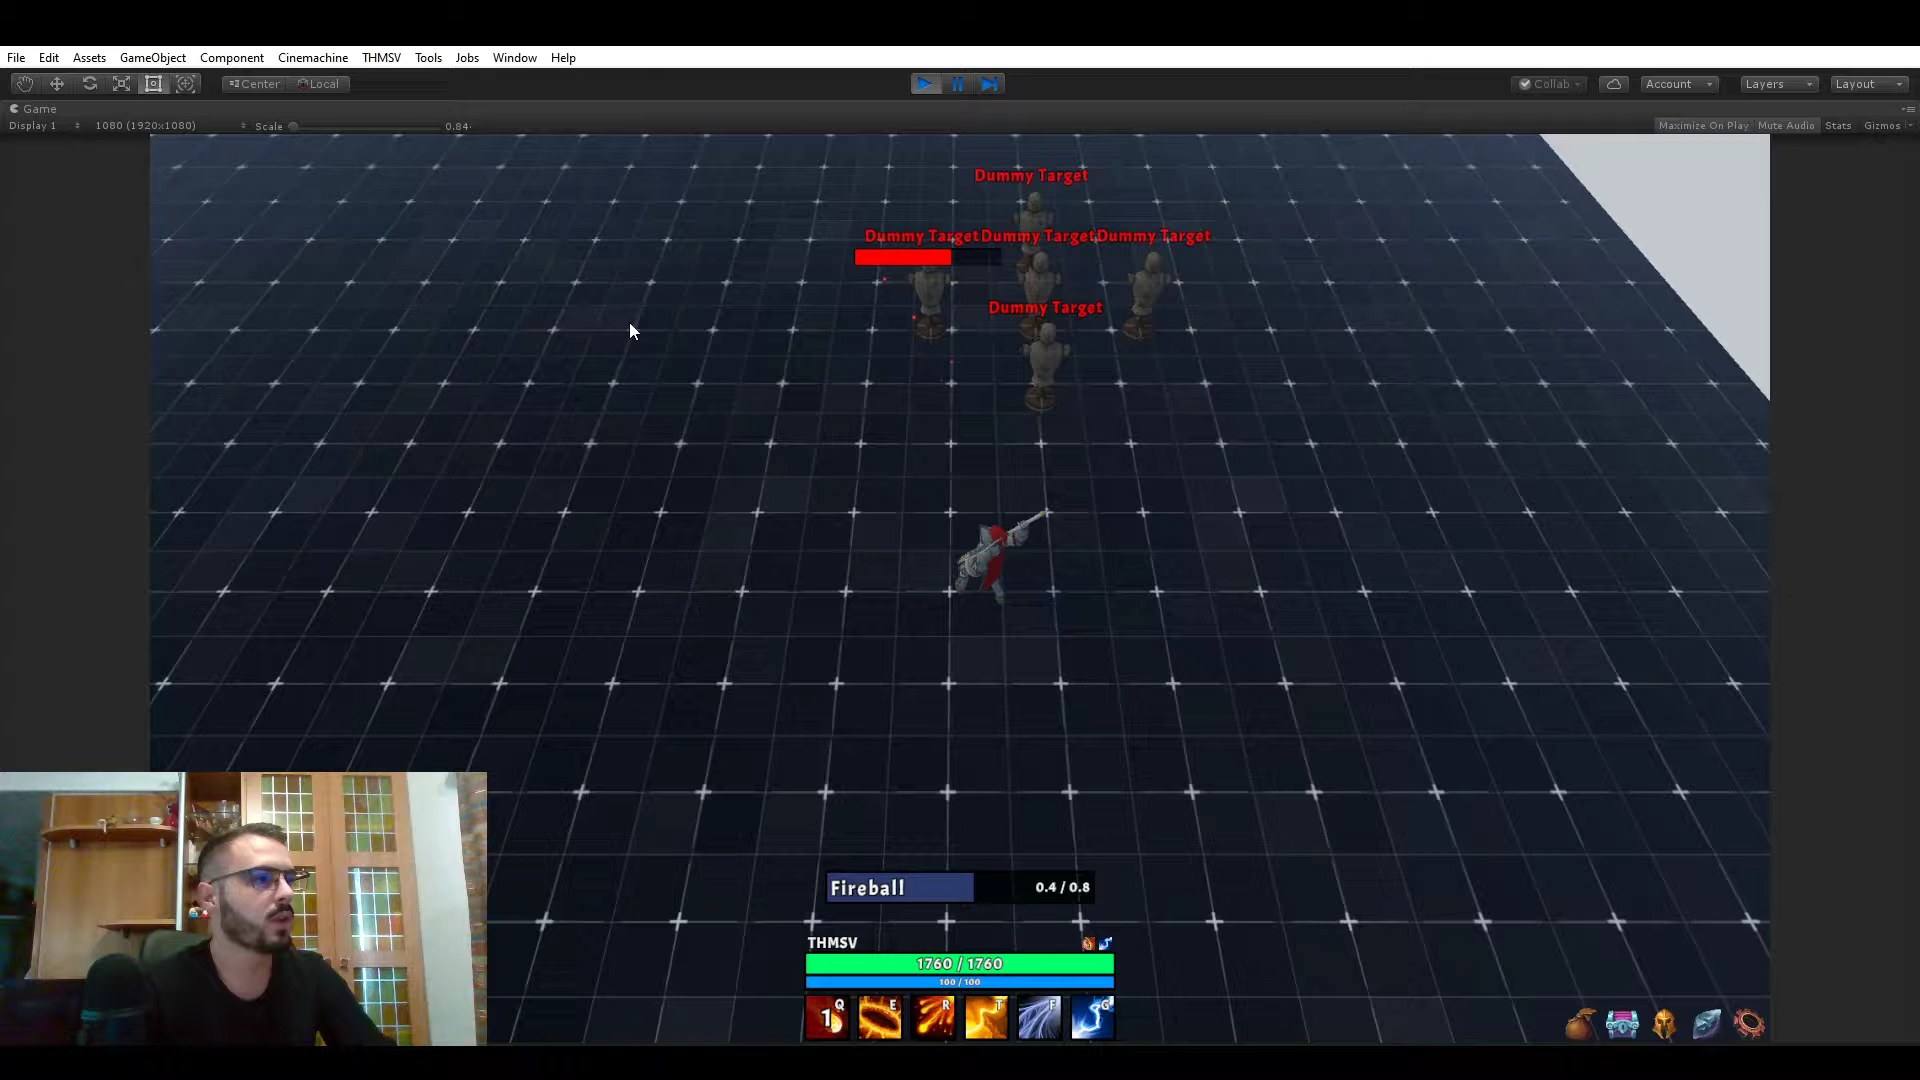 File Edit Assets GameObject Component Cinemachine THMSV Tools Jobs Window Help
Center Local Collab Account Layers Layout
Game
Display 1 1080 (1920x1080) Scale 0.84 Maximize On Play Mute Audio Stats Gizmos
Dummy Target
Dummy Target Dummy Target Dummy Target
Dummy Target
Fireball 0.4 / 0.8
THMSV
1760 / 1760
100 / 100
1 Q E R T F G